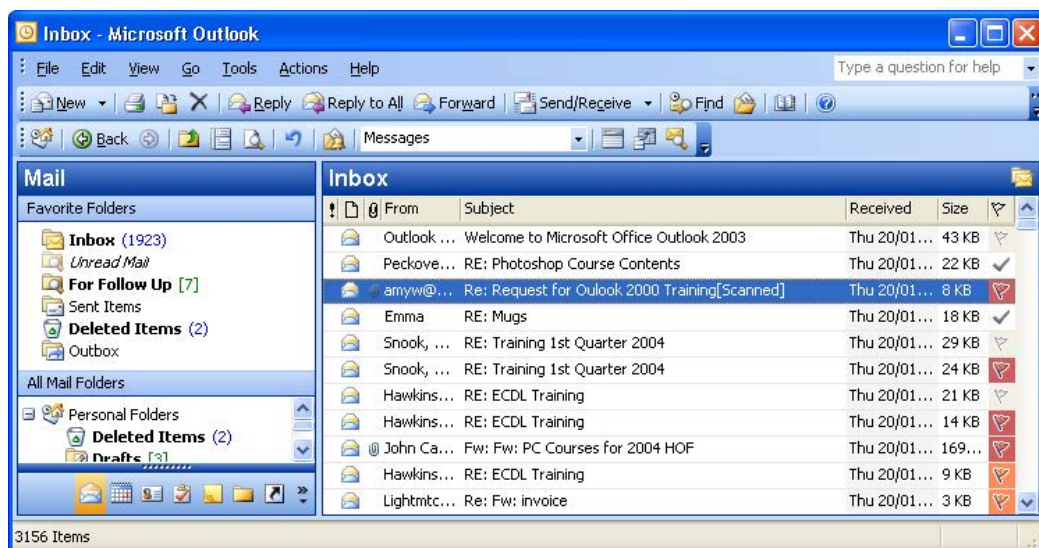 Inbox - Microsoft Outlook
File Edit View Go Tools Actions Help Type a question for help
New Reply Reply to All Forward Send/Receive Find
Back Messages
Mail
Favorite Folders
Inbox (1923)
Unread Mail
For Follow Up [7]
Sent Items
Deleted Items (2)
Outbox
All Mail Folders
Personal Folders
Deleted Items (2)
Drafts [3]
Inbox
! From Subject Received Size
Outlook ... Welcome to Microsoft Office Outlook 2003 Thu 20/01... 43 KB
Peckove... RE: Photoshop Course Contents Thu 20/01... 22 KB
amyw@... Re: Request for Oulook 2000 Training[Scanned] Thu 20/01... 8 KB
Emma RE: Mugs Thu 20/01... 18 KB
Snook, ... RE: Training 1st Quarter 2004 Thu 20/01... 29 KB
Snook, ... RE: Training 1st Quarter 2004 Thu 20/01... 24 KB
Hawkins... RE: ECDL Training Thu 20/01... 21 KB
Hawkins... RE: ECDL Training Thu 20/01... 14 KB
John Ca... Fw: Fw: PC Courses for 2004 HOF Thu 20/01... 169...
Hawkins... RE: ECDL Training Thu 20/01... 9 KB
Lightmtc... Re: Fw: invoice Thu 20/01... 3 KB
3156 Items